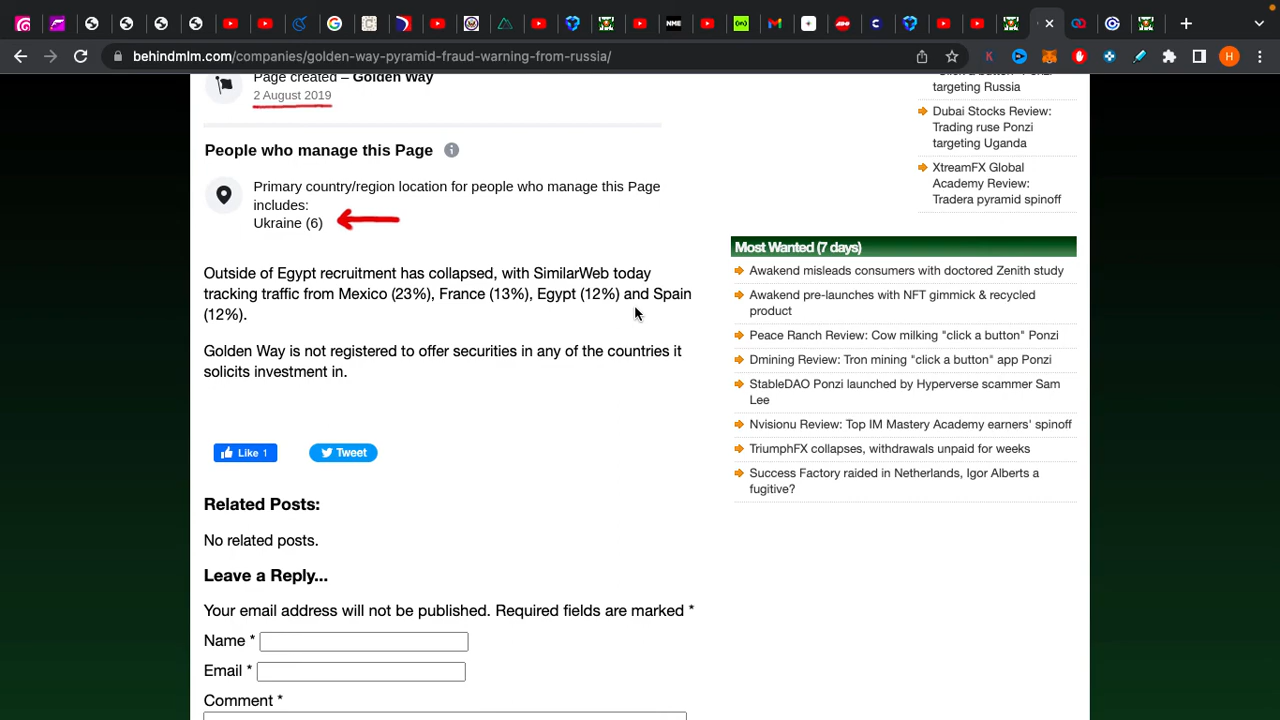 behindmlm.com/companies/golden-way-pyramid-fraud-warning-from-russia/
H
Page created – Golden Way
2 August 2019
People who manage this Page
Primary country/region location for people who manage this Page
includes:
Ukraine (6)
Outside of Egypt recruitment has collapsed, with SimilarWeb today
tracking traffic from Mexico (23%), France (13%), Egypt (12%) and Spain
(12%).
Golden Way is not registered to offer securities in any of the countries it
solicits investment in.
Like 1
Tweet
Related Posts:
No related posts.
Leave a Reply...
Your email address will not be published. Required fields are marked *
Name *
Email *
Comment *
"Click a button" Ponzi
targeting Russia
Dubai Stocks Review:
Trading ruse Ponzi
targeting Uganda
XtreamFX Global
Academy Review:
Tradera pyramid spinoff
Most Wanted (7 days)
Awakend misleads consumers with doctored Zenith study
Awakend pre-launches with NFT gimmick & recycled
product
Peace Ranch Review: Cow milking "click a button" Ponzi
Dmining Review: Tron mining "click a button" app Ponzi
StableDAO Ponzi launched by Hyperverse scammer Sam
Lee
Nvisionu Review: Top IM Mastery Academy earners' spinoff
TriumphFX collapses, withdrawals unpaid for weeks
Success Factory raided in Netherlands, Igor Alberts a
fugitive?